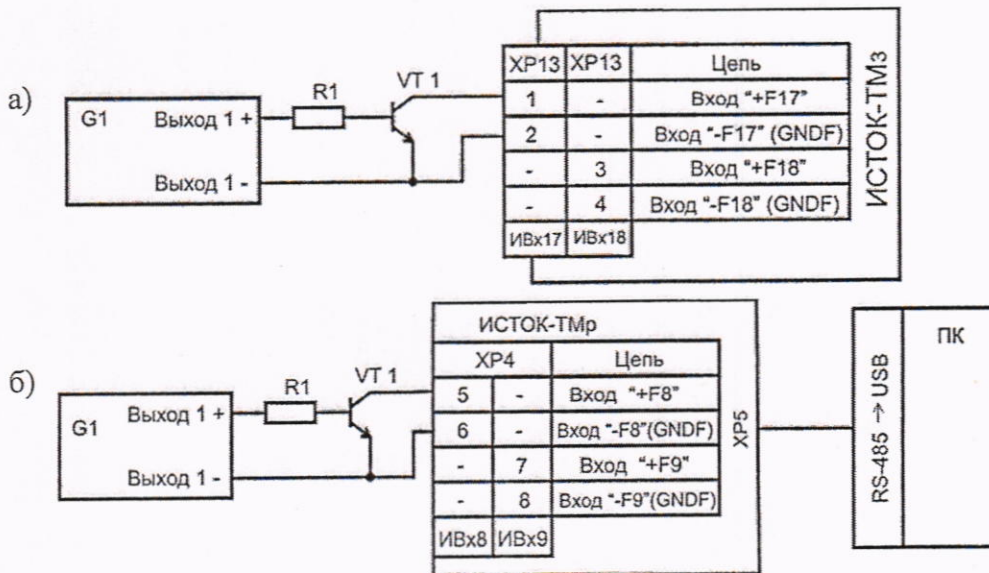 а)
G1
Выход 1 +
Выход 1 -
R1
VT 1
XP13 XP13 Цепь
1 - Вход "+F17"
2 - Вход "-F17" (GNDF)
- 3 Вход "+F18"
- 4 Вход "-F18" (GNDF)
ИВх17 ИВх18
ИСТОК-ТМз
б)
G1
Выход 1 +
Выход 1 -
R1
VT 1
ИСТОК-ТМр
XP4 Цепь
5 - Вход "+F8"
6 - Вход "-F8"(GNDF)
- 7 Вход "+F9"
- 8 Вход "-F9"(GNDF)
ИВх8 ИВх9
XP5
RS-485 → USB
ПК